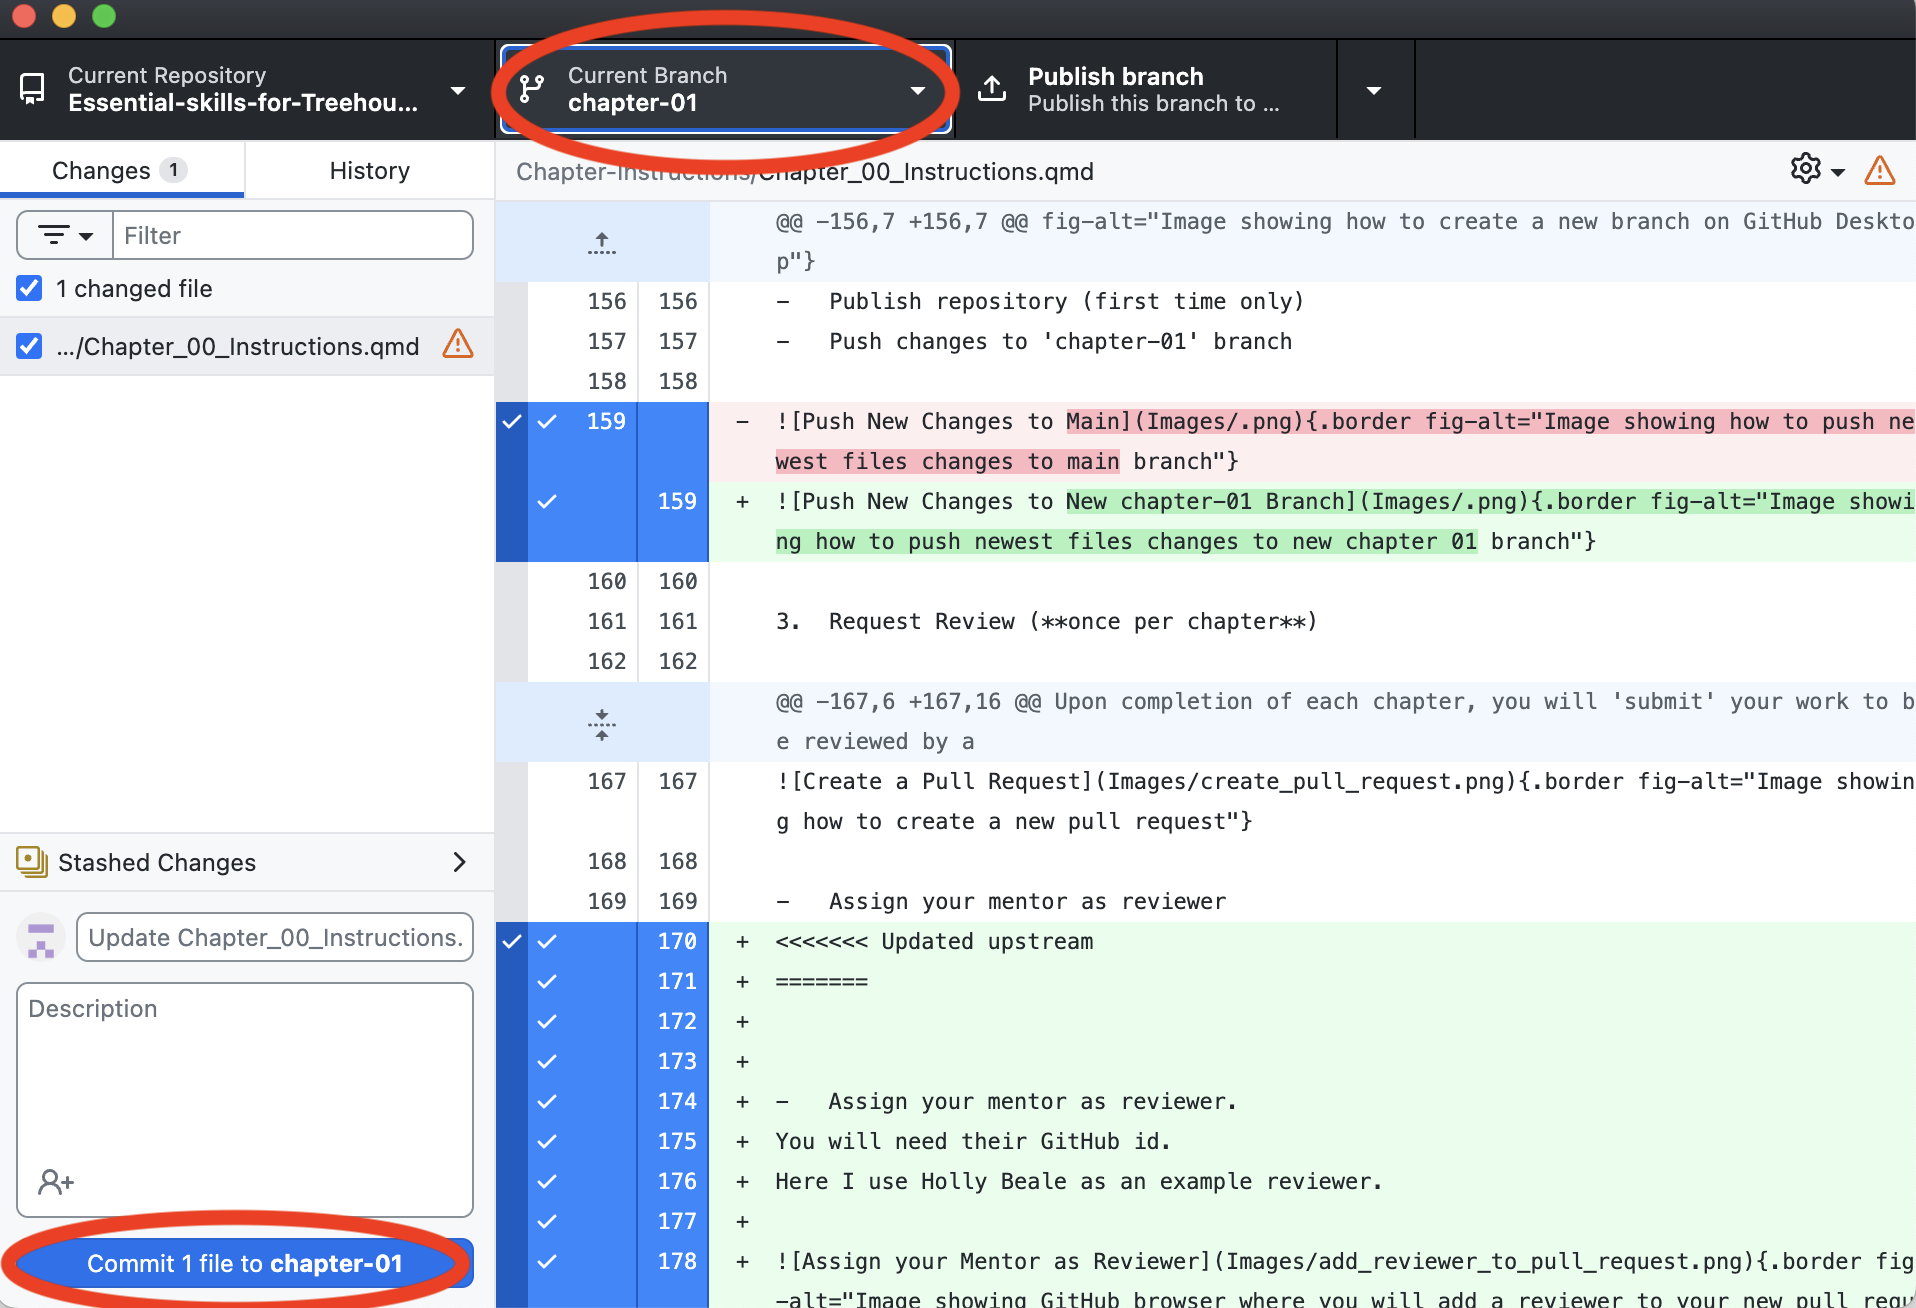 Current Repository
Essential-skills-for-Treehou...
Current Branch
chapter-01
Publish branch
Publish this branch to ...
Changes 1
History
Filter
1 changed file
.../Chapter_00_Instructions.qmd
Stashed Changes
Update Chapter_00_Instructions.
Description
Commit 1 file to chapter-01
Chapter-Instructions/Chapter_00_Instructions.qmd
@@ -156,7 +156,7 @@ fig-alt="Image showing how to create a new branch on GitHub Deskto
p"}
156 156 -   Publish repository (first time only)
157 157 -   Push changes to 'chapter-01' branch
158 158
159 - ![Push New Changes to Main](Images/.png){.border fig-alt="Image showing how to push ne
west files changes to main branch"}
159 + ![Push New Changes to New chapter-01 Branch](Images/.png){.border fig-alt="Image showi
ng how to push newest files changes to new chapter 01 branch"}
160 160
161 161 3.  Request Review (**once per chapter**)
162 162
@@ -167,6 +167,16 @@ Upon completion of each chapter, you will 'submit' your work to b
e reviewed by a
167 167 ![Create a Pull Request](Images/create_pull_request.png){.border fig-alt="Image showin
g how to create a new pull request"}
168 168
169 169 -   Assign your mentor as reviewer
170 + <<<<<<< Updated upstream
171 + =======
172 +
173 +
174 + -   Assign your mentor as reviewer.
175 + You will need their GitHub id.
176 + Here I use Holly Beale as an example reviewer.
177 +
178 + ![Assign your Mentor as Reviewer](Images/add_reviewer_to_pull_request.png){.border fig
-alt="Image showing GitHub browser where you will add a reviewer to your new pull requ